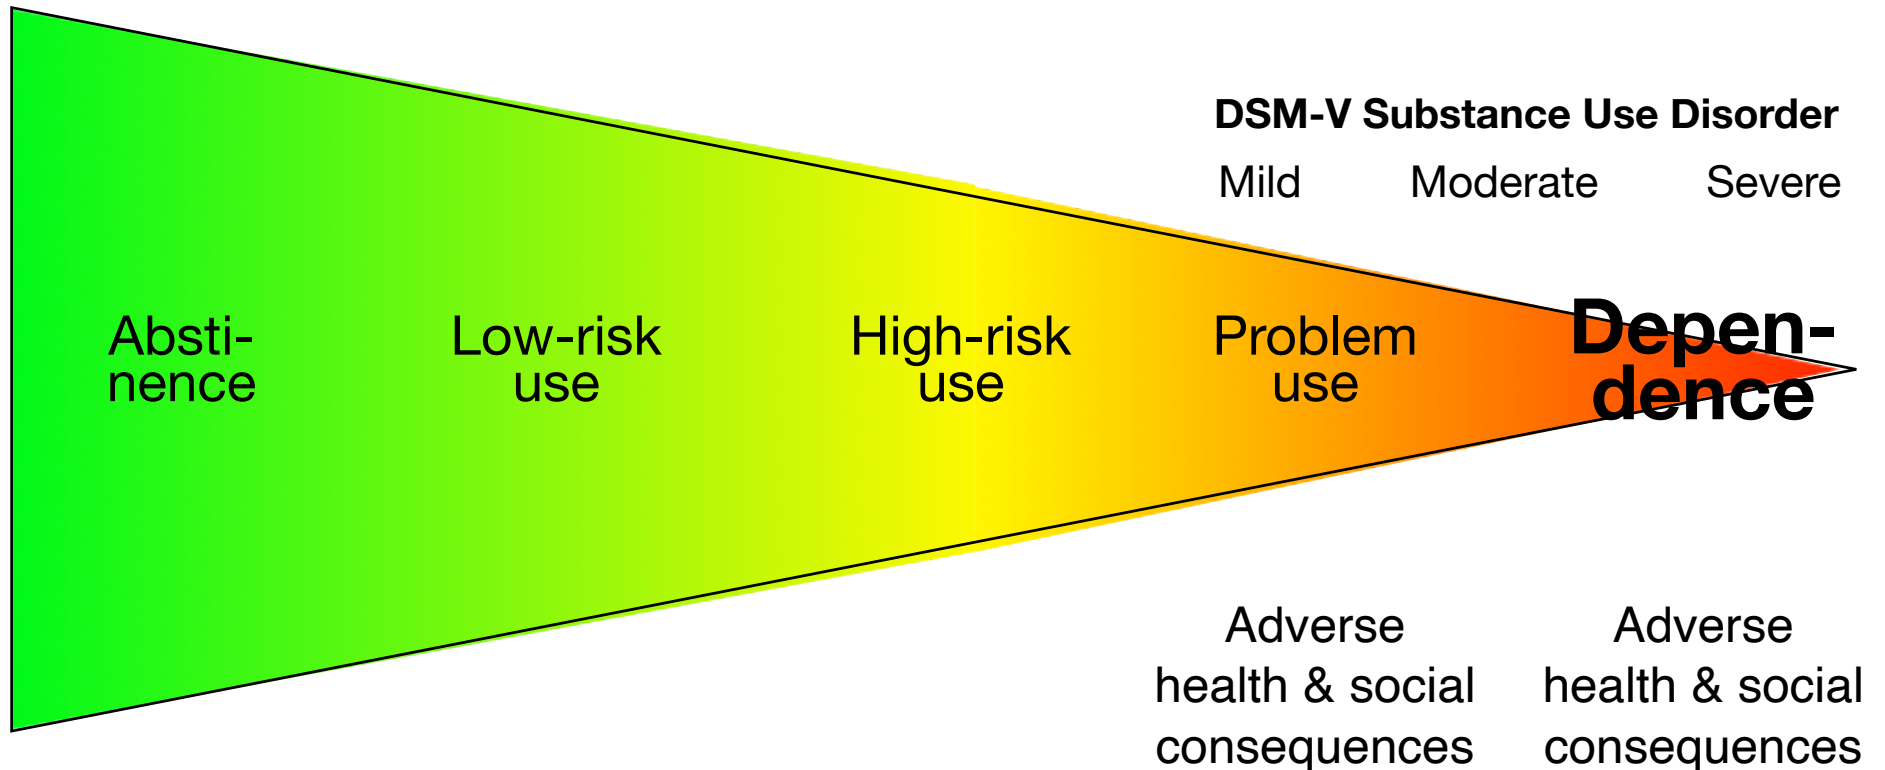 DSM-V Substance Use Disorder
Mild Moderate Severe
Absti-
nence
Low-risk
use
High-risk
use
Problem
use
Depen-
dence
Adverse
health & social
consequences
Adverse
health & social
consequences